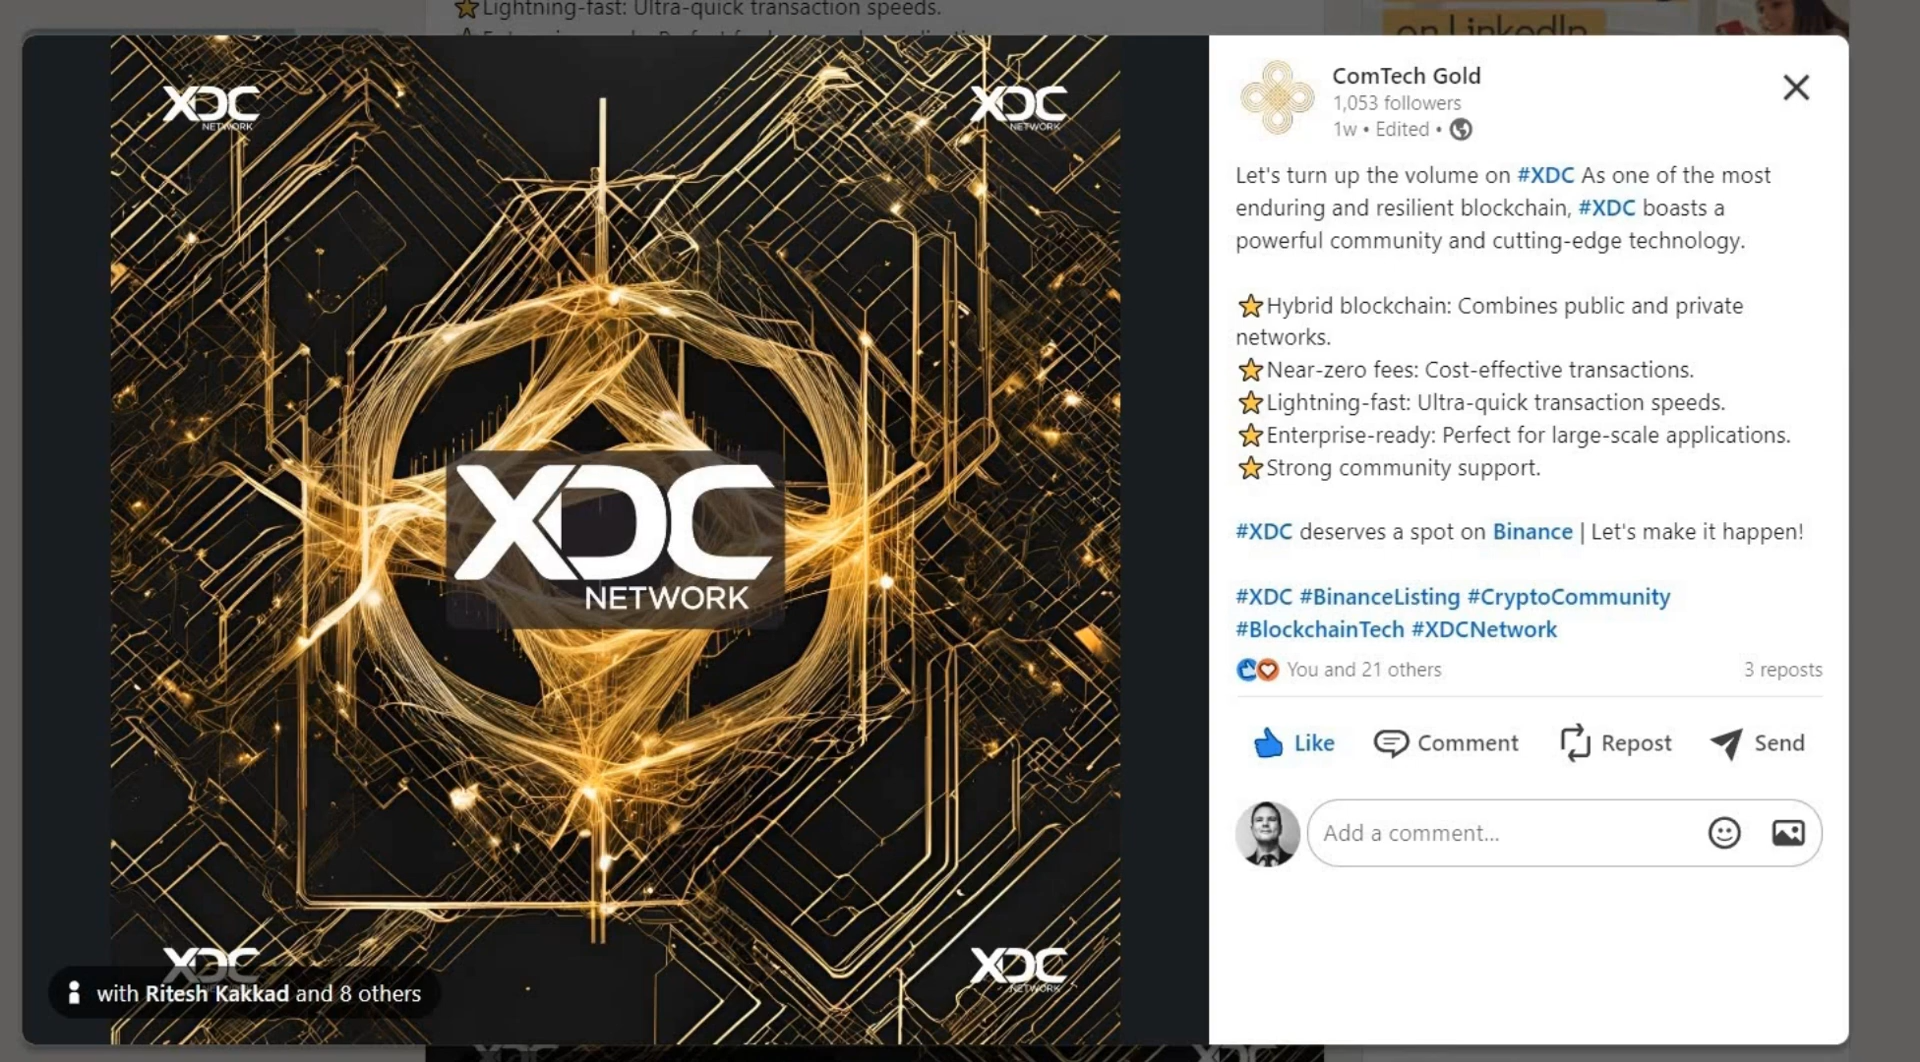 Lightning-fast: Ultra-quick transaction speeds.
on LinkedIn
XDC
NETWORK
XDC
NETWORK
XDC
NETWORK
XDC
XDC
NETWORK
with Ritesh Kakkad and 8 others
ComTech Gold
1,053 followers
1w • Edited •
Let's turn up the volume on #XDC As one of the most
enduring and resilient blockchain, #XDC boasts a
powerful community and cutting-edge technology.
⭐Hybrid blockchain: Combines public and private
networks.
⭐Near-zero fees: Cost-effective transactions.
⭐Lightning-fast: Ultra-quick transaction speeds.
⭐Enterprise-ready: Perfect for large-scale applications.
⭐Strong community support.
#XDC deserves a spot on Binance | Let's make it happen!
#XDC #BinanceListing #CryptoCommunity
#BlockchainTech #XDCNetwork
You and 21 others 3 reposts
Like Comment Repost Send
Add a comment...